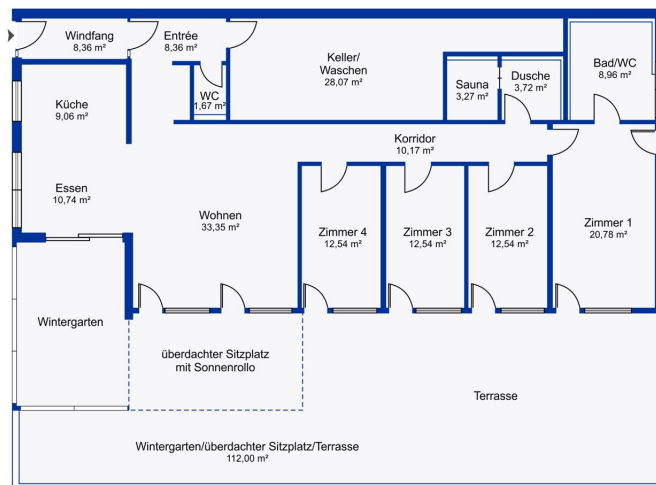 Windfang
8,36 m²
Entrée
8,36 m²
Keller/
Waschen
28,07 m²
Bad/WC
8,96 m²
Sauna
3,27 m²
Dusche
3,72 m²
WC
1,67 m²
Küche
9,06 m²
Korridor
10,17 m²
Essen
10,74 m²
Wohnen
33,35 m²
Zimmer 4
12,54 m²
Zimmer 3
12,54 m²
Zimmer 2
12,54 m²
Zimmer 1
20,78 m²
Wintergarten
überdachter Sitzplatz
mit Sonnenrollo
Terrasse
Wintergarten/überdachter Sitzplatz/Terrasse
112,00 m²